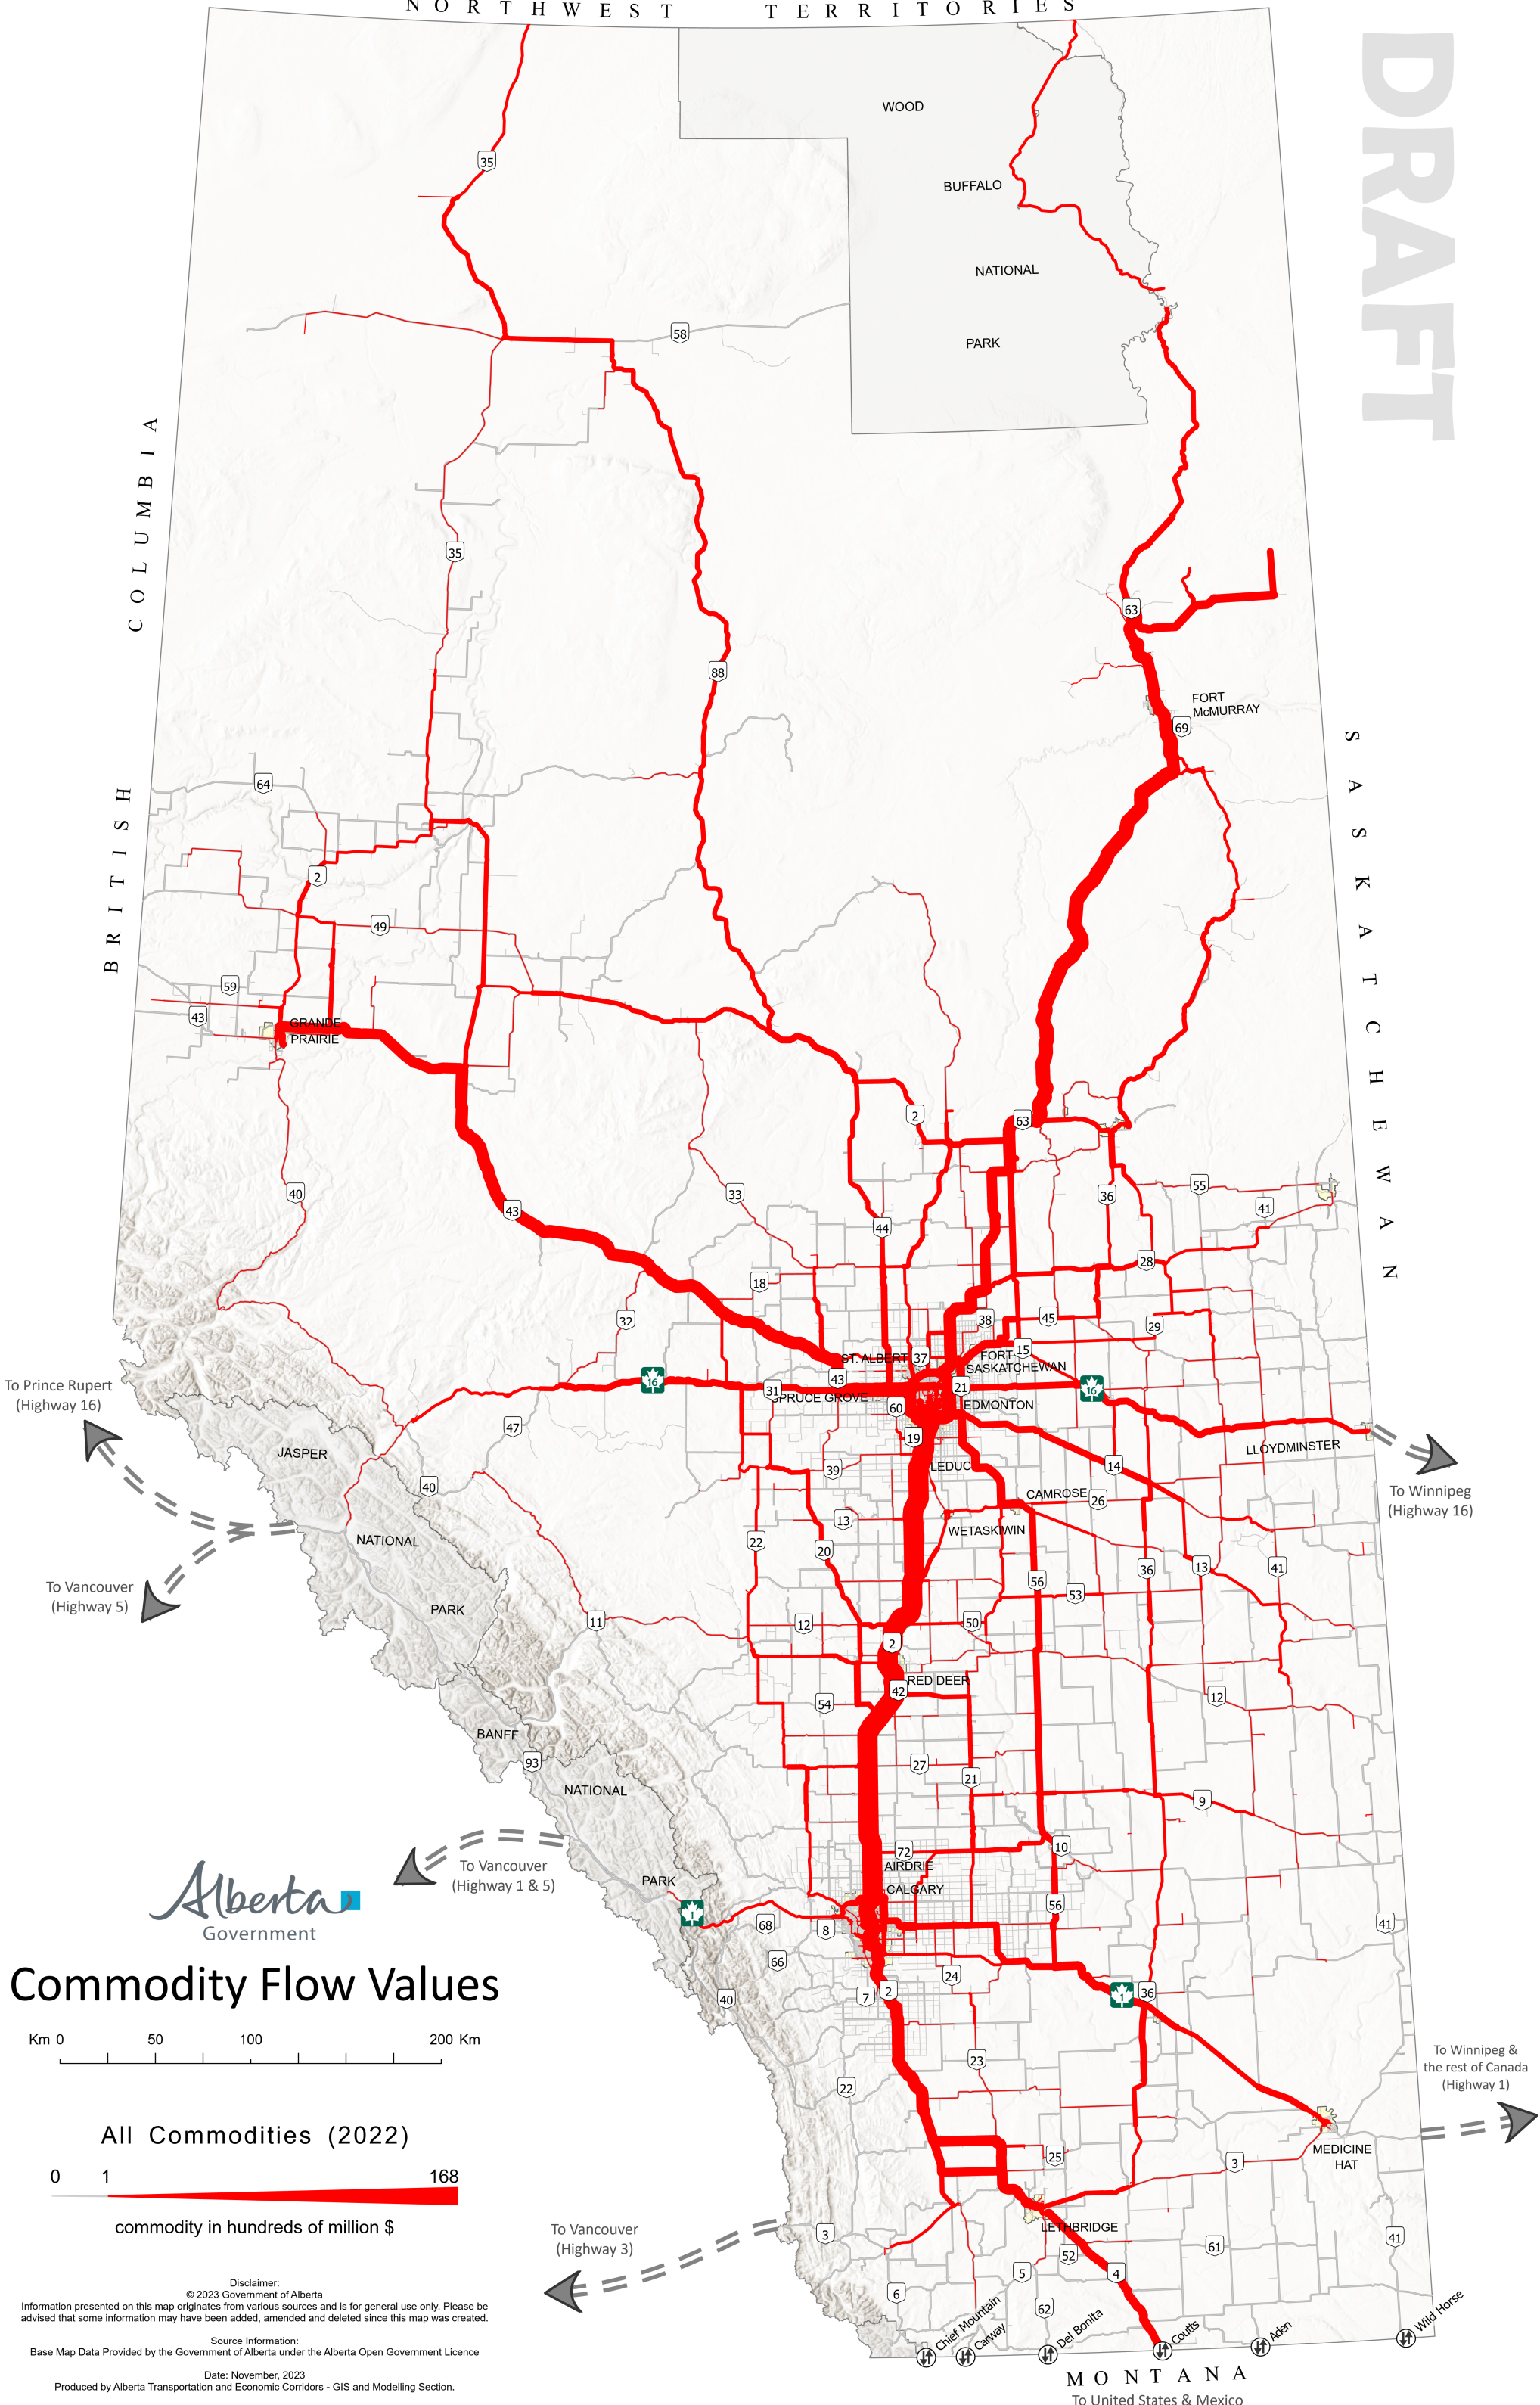 NORTHWEST TERRITORIES
DRAFT
WOOD
BUFFALO
NATIONAL
PARK
35
58
COLUMBIA
BRITISH
35
88
63
FORT
McMURRAY
69
SASKATCHEWAN
64
2
49
59
43
GRANDE
PRAIRIE
2
63
40
43
33
44
36
55
41
28
18
32
38
45
29
ST. ALBERT
37
15
FORT
SASKATCHEWAN
43
16
31
SPRUCE GROVE
21
16
60
EDMONTON
To Prince Rupert
(Highway 16)
47
19
LEDUC
LLOYDMINSTER
JASPER
40
39
14
CAMROSE
26
To Winnipeg
(Highway 16)
13
WETASKIWIN
NATIONAL
22
20
36
13
41
To Vancouver
(Highway 5)
56
53
PARK
11
12
50
2
RED DEER
42
54
12
BANFF
93
27
21
NATIONAL
9
72
10
AIRDRIE
To Vancouver
(Highway 1 & 5)
PARK
CALGARY
1
68
8
56
41
66
24
40
7
2
1
36
Alberta
Government
Commodity Flow Values
Km 0 50 100 200 Km
23
22
To Winnipeg &
the rest of Canada
(Highway 1)
All Commodities (2022)
0 1 168
commodity in hundreds of million $
25
3
MEDICINE
HAT
To Vancouver
(Highway 3)
3
LETHBRIDGE
52
61
41
5
4
6
62
Chief Mountain
Carway
Del Bonita
Coutts
Aden
Wild Horse
MONTANA
To United States & Mexico
Disclaimer:
© 2023 Government of Alberta
Information presented on this map originates from various sources and is for general use only. Please be
advised that some information may have been added, amended and deleted since this map was created.
Source Information:
Base Map Data Provided by the Government of Alberta under the Alberta Open Government Licence
Date: November, 2023
Produced by Alberta Transportation and Economic Corridors - GIS and Modelling Section.